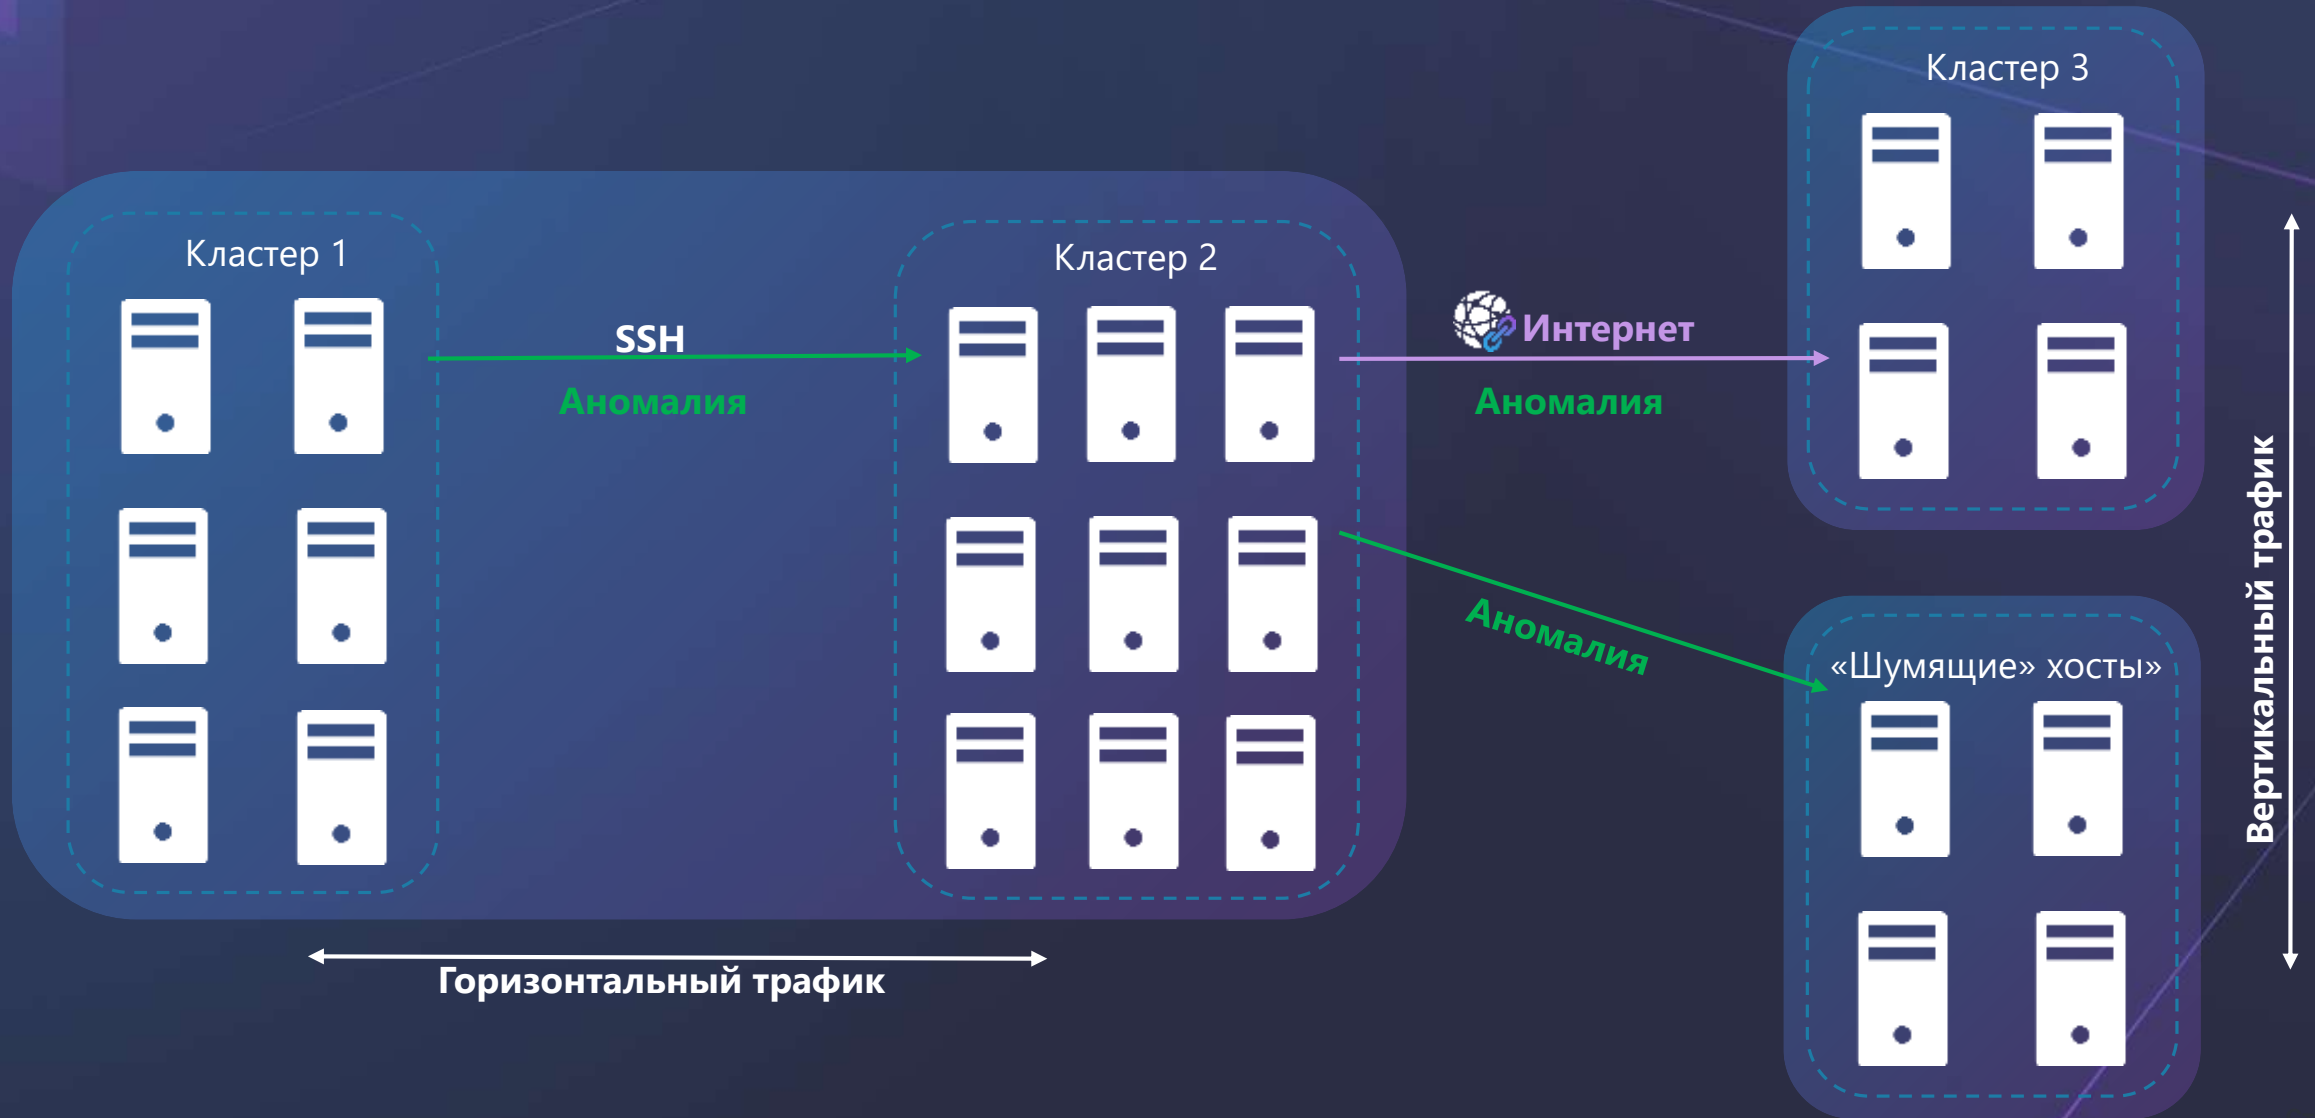 Кластер 3
Кластер 1
Кластер 2
SSH
Аномалия
Интернет
Аномалия
Аномалия
«Шумящие» хосты»
Вертикальный трафик
Горизонтальный трафик